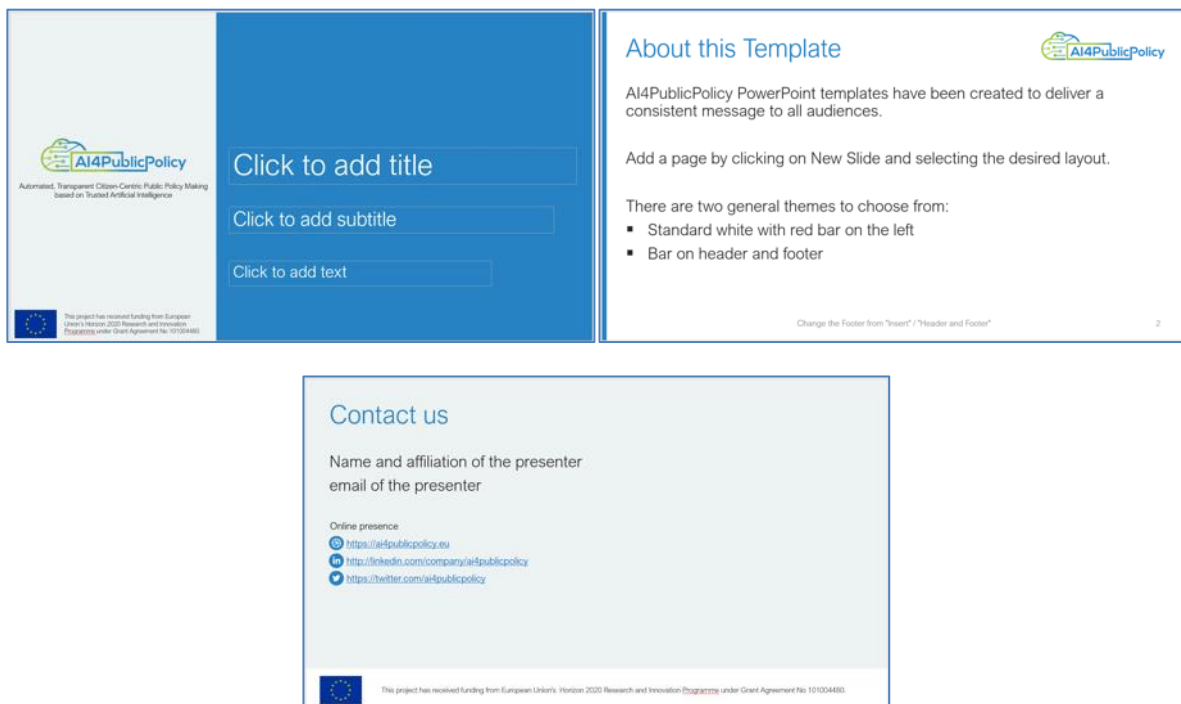 AI4PublicPolicy
Automated, Transparent Citizen-Centric Public Policy Making
based on Trusted Artificial Intelligence
This project has received funding from European
Union's Horizon 2020 Research and Innovation
Programme under Grant Agreement No 101004480.
Click to add title
Click to add subtitle
Click to add text
About this Template
AI4PublicPolicy
AI4PublicPolicy PowerPoint templates have been created to deliver a
consistent message to all audiences.
Add a page by clicking on New Slide and selecting the desired layout.
There are two general themes to choose from:
▪ Standard white with red bar on the left
▪ Bar on header and footer
Change the Footer from "Insert" / "Header and Footer"
2
Contact us
Name and affiliation of the presenter
email of the presenter
Online presence
https://ai4publicpolicy.eu
in http://linkedin.com/company/ai4publicpolicy
https://twitter.com/ai4publicpolicy
This project has received funding from European Union's Horizon 2020 Research and Innovation Programme under Grant Agreement No 101004480.